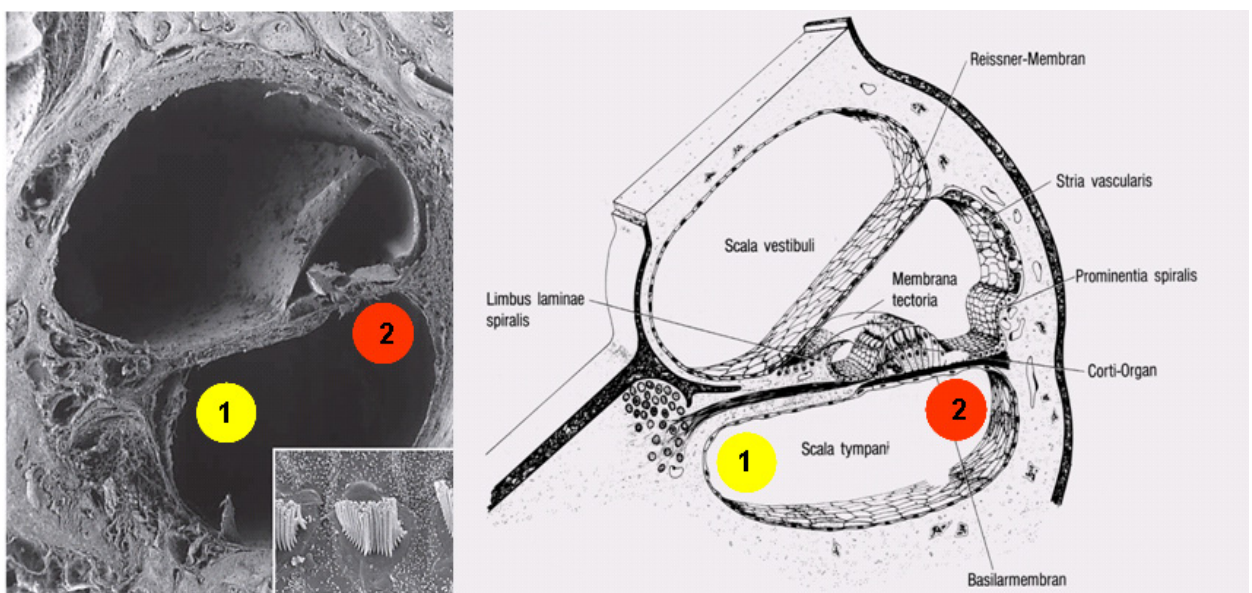 Reissner-Membran
Stria vascularis
Scala vestibuli
Membrana
tectoria
Prominentia spiralis
Limbus laminae
spiralis
Corti-Organ
2
2
1
1
Scala tympani
Basilarmembran